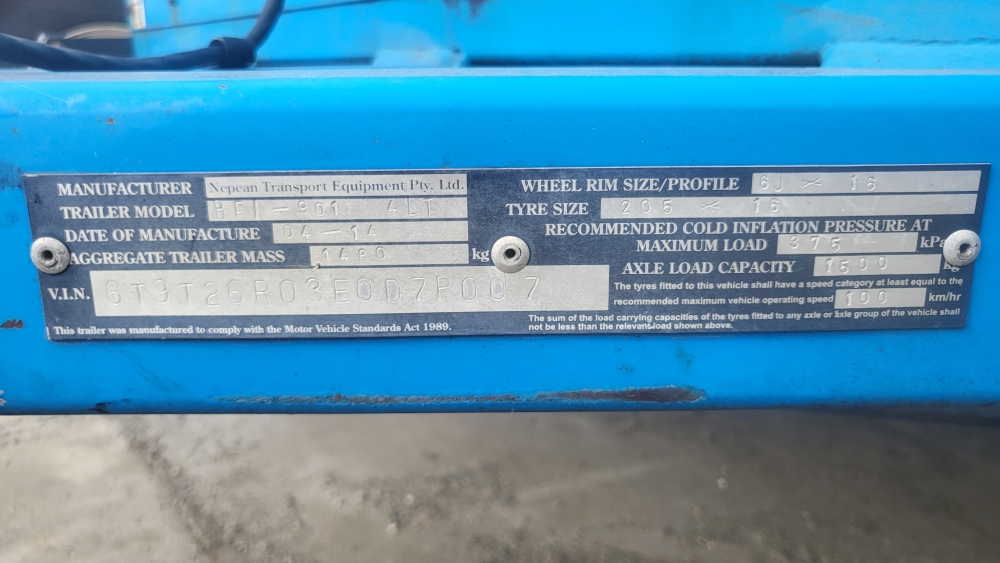 MANUFACTURER Nepean Transport Equipment Pty. Ltd.
TRAILER MODEL 901 4LT
DATE OF MANUFACTURE 04-14
AGGREGATE TRAILER MASS kg
V.I.N. 6T9T26R03E0D7P007
This trailer was manufactured to comply with the Motor Vehicle Standards Act 1989.
WHEEL RIM SIZE/PROFILE 6J × 16
TYRE SIZE 205 × 16
RECOMMENDED COLD INFLATION PRESSURE AT
MAXIMUM LOAD 375 kPa
AXLE LOAD CAPACITY 1500 kg
The tyres fitted to this vehicle shall have a speed category at least equal to the
recommended maximum vehicle operating speed 100 km/hr
The sum of the load carrying capacities of the tyres fitted to any axle or axle group of the vehicle shall
not be less than the relevant load shown above.